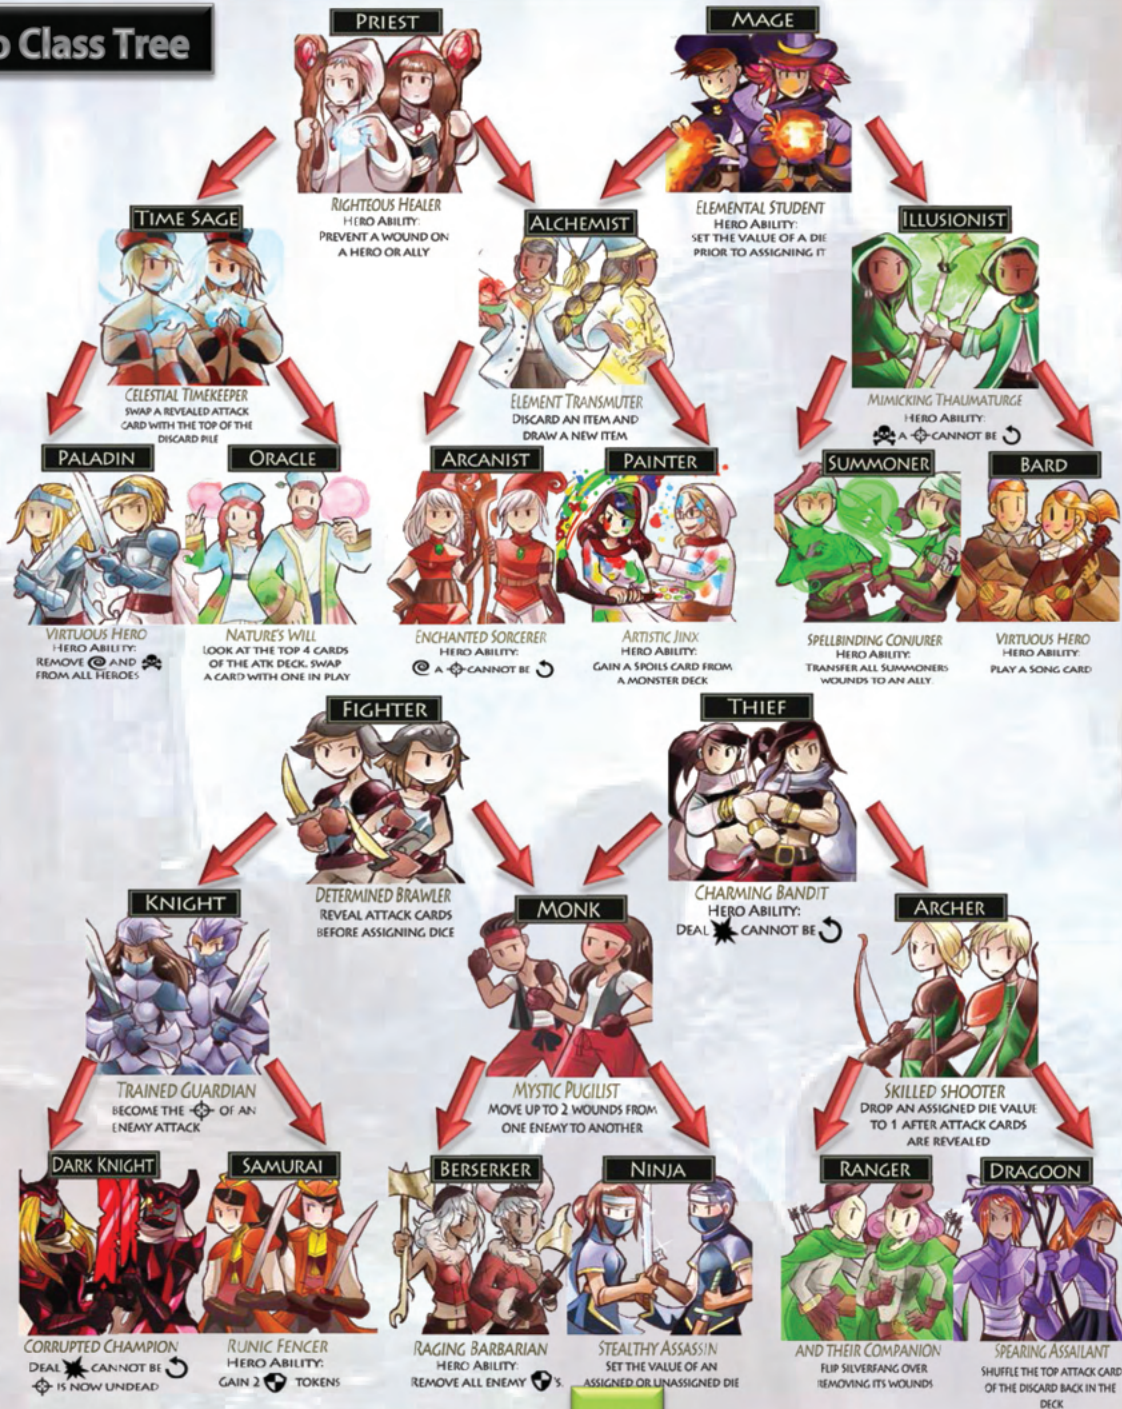 o Class Tree
PRIEST
MAGE
RIGHTEOUS HEALER
HERO ABILITY:
PREVENT A WOUND ON
A HERO OR ALLY
ELEMENTAL STUDENT
HERO ABILITY:
SET THE VALUE OF A DIE
PRIOR TO ASSIGNING IT
TIME SAGE
ALCHEMIST
ILLUSIONIST
CELESTIAL TIMEKEEPER
SWAP A REVEALED ATTACK
CARD WITH THE TOP OF THE
DISCARD PILE
ELEMENT TRANSMUTER
DISCARD AN ITEM AND
DRAW A NEW ITEM
MIMICKING THAUMATURGE
HERO ABILITY:
A CANNOT BE
PALADIN
ORACLE
ARCANIST
PAINTER
SUMMONER
BARD
VIRTUOUS HERO
HERO ABILITY:
REMOVE AND
FROM ALL HEROES
NATURE'S WILL
LOOK AT THE TOP 4 CARDS
OF THE ATK DECK. SWAP
A CARD WITH ONE IN PLAY
ENCHANTED SORCERER
HERO ABILITY:
A CANNOT BE
ARTISTIC JINX
HERO ABILITY:
GAIN A SPOILS CARD FROM
A MONSTER DECK
SPELLBINDING CONJURER
HERO ABILITY:
TRANSFER ALL SUMMONERS
WOUNDS TO AN ALLY.
VIRTUOUS HERO
HERO ABILITY:
PLAY A SONG CARD
FIGHTER
THIEF
DETERMINED BRAWLER
REVEAL ATTACK CARDS
BEFORE ASSIGNING DICE
CHARMING BANDIT
HERO ABILITY:
DEAL CANNOT BE
KNIGHT
MONK
ARCHER
TRAINED GUARDIAN
BECOME THE OF AN
ENEMY ATTACK
MYSTIC PUGILIST
MOVE UP TO 2 WOUNDS FROM
ONE ENEMY TO ANOTHER
SKILLED SHOOTER
DROP AN ASSIGNED DIE VALUE
TO 1 AFTER ATTACK CARDS
ARE REVEALED
DARK KNIGHT
SAMURAI
BERSERKER
NINJA
RANGER
DRAGOON
CORRUPTED CHAMPION
DEAL CANNOT BE
IS NOW UNDEAD
RUNIC FENCER
HERO ABILITY:
GAIN 2 TOKENS
RAGING BARBARIAN
HERO ABILITY:
REMOVE ALL ENEMY 'S.
STEALTHY ASSASSIN
SET THE VALUE OF AN
ASSIGNED OR UNASSIGNED DIE
AND THEIR COMPANION
FLIP SILVERFANG OVER
REMOVING ITS WOUNDS
SPEARING ASSAILANT
SHUFFLE THE TOP ATTACK CARD
OF THE DISCARD BACK IN THE
DECK